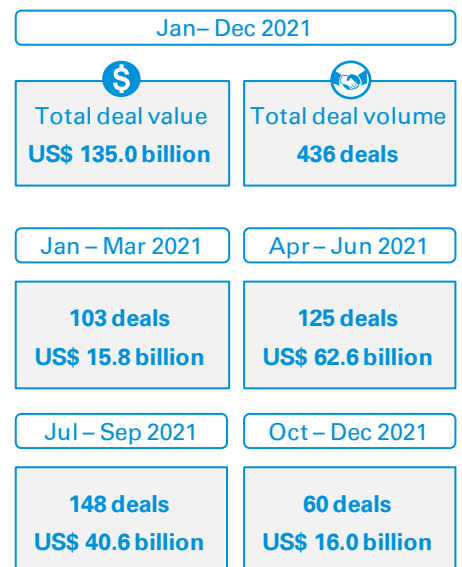 Jan– Dec 2021
$
Total deal value
US$ 135.0 billion
Total deal volume
436 deals
Jan – Mar 2021
Apr – Jun 2021
103 deals
US$ 15.8 billion
125 deals
US$ 62.6 billion
Jul – Sep 2021
Oct – Dec 2021
148 deals
US$ 40.6 billion
60 deals
US$ 16.0 billion